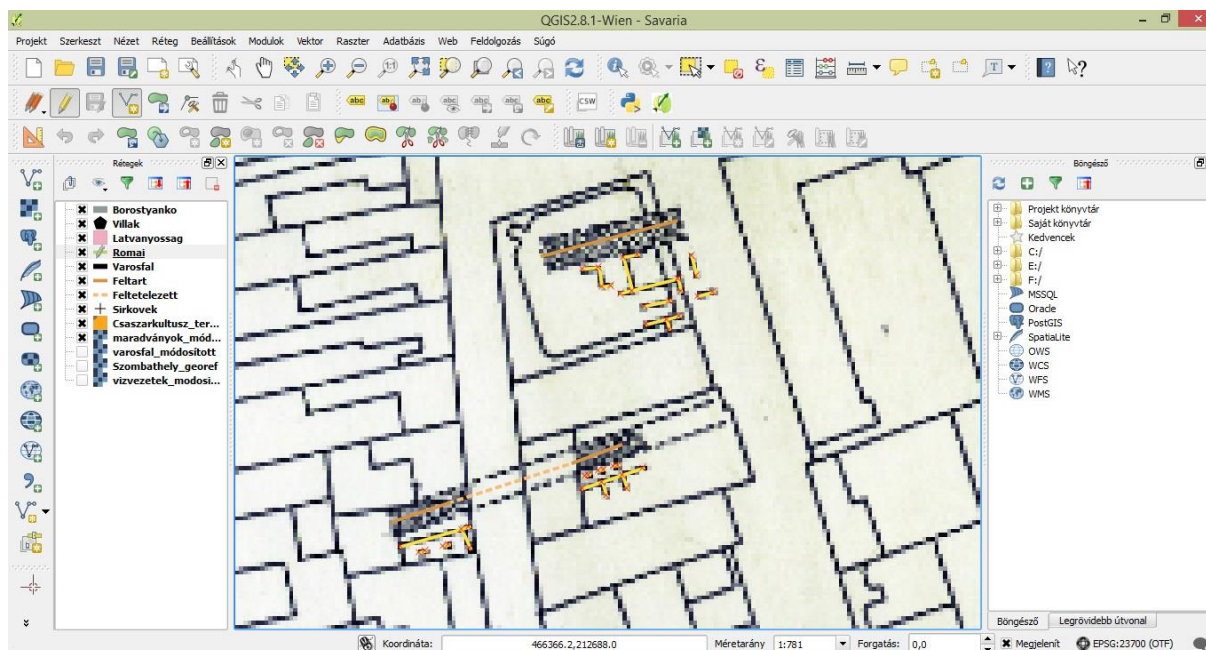 QGIS2.8.1-Wien - Savaria
Projekt Szerkeszt Nézet Réteg Beállítások Modulok Vektor Raszter Adatbázis Web Feldolgozás Súgó
Rétegek
Borostyanko
Villak
Latvanyossag
Romai
Varosfal
Feltart
Feltetelezett
Sirkovek
Csaszarkultusz_ter...
maradványok_mód...
varosfal_módosított
Szombathely_georef
vizvezetek_modosi...
Böngésző
Projekt könyvtár
Saját könyvtár
Kedvencek
C:/
E:/
F:/
MSSQL
Oracle
PostGIS
SpatiaLite
OWS
WCS
WFS
WMS
Böngésző Legrövidebb útvonal
Koordináta: 466366.2,212688.0 Méretarány 1:781 Forgatás: 0,0 Megjelenít EPSG:23700 (OTF)